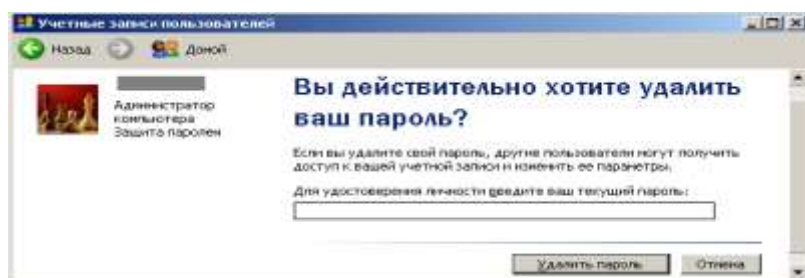 Учетные записи пользователей
Назад
Домой
Администратор
компьютера
Защита паролем
Вы действительно хотите удалить
ваш пароль?
Если вы удалите свой пароль, другие пользователи могут получить
доступ к вашей учетной записи и изменить ее параметры.
Для удостоверения личности введите ваш текущий пароль:
Удалить пароль
Отмена